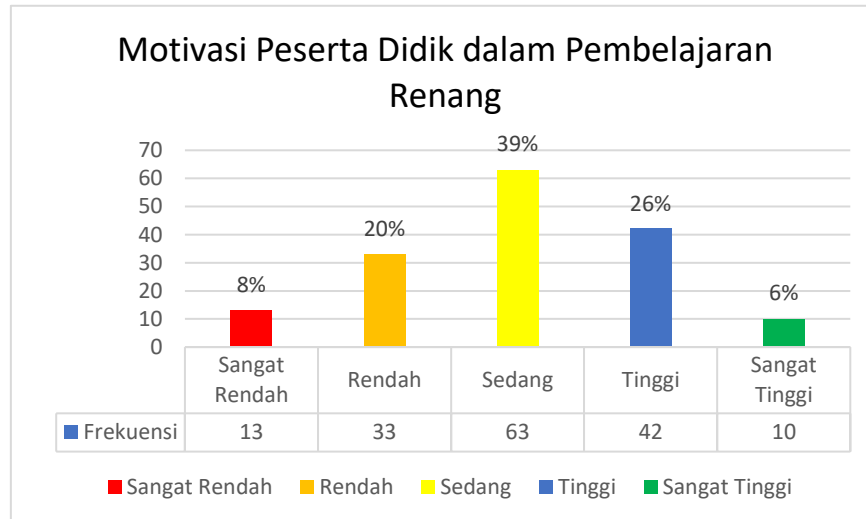 Motivasi Peserta Didik dalam Pembelajaran
Renang
70
60
50
40
30
20
10
0
8%
20%
39%
26%
6%
Sangat
Rendah
Rendah
Sedang
Tinggi
Sangat
Tinggi
Frekuensi 13 33 63 42 10
Sangat Rendah Rendah Sedang Tinggi Sangat Tinggi